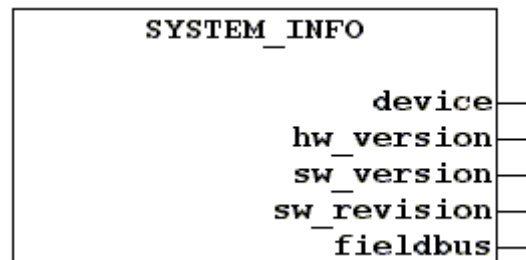 SYSTEM_INFO
device
hw_version
sw_version
sw_revision
fieldbus